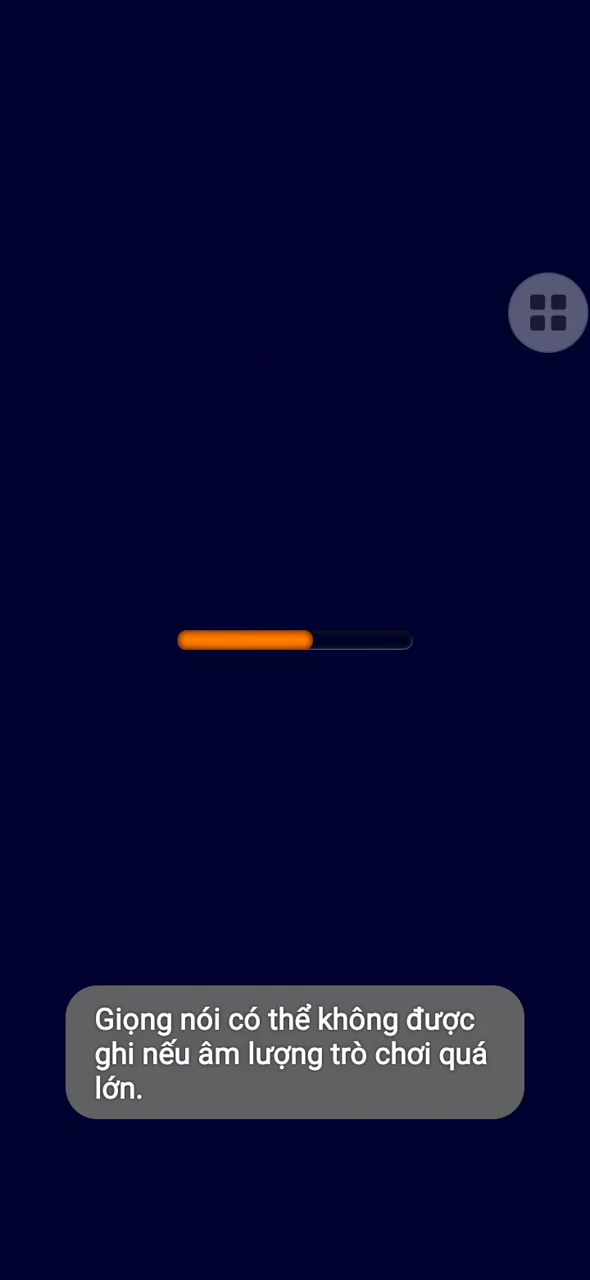 Giọng nói có thể không được
ghi nếu âm lượng trò chơi quá
lớn.